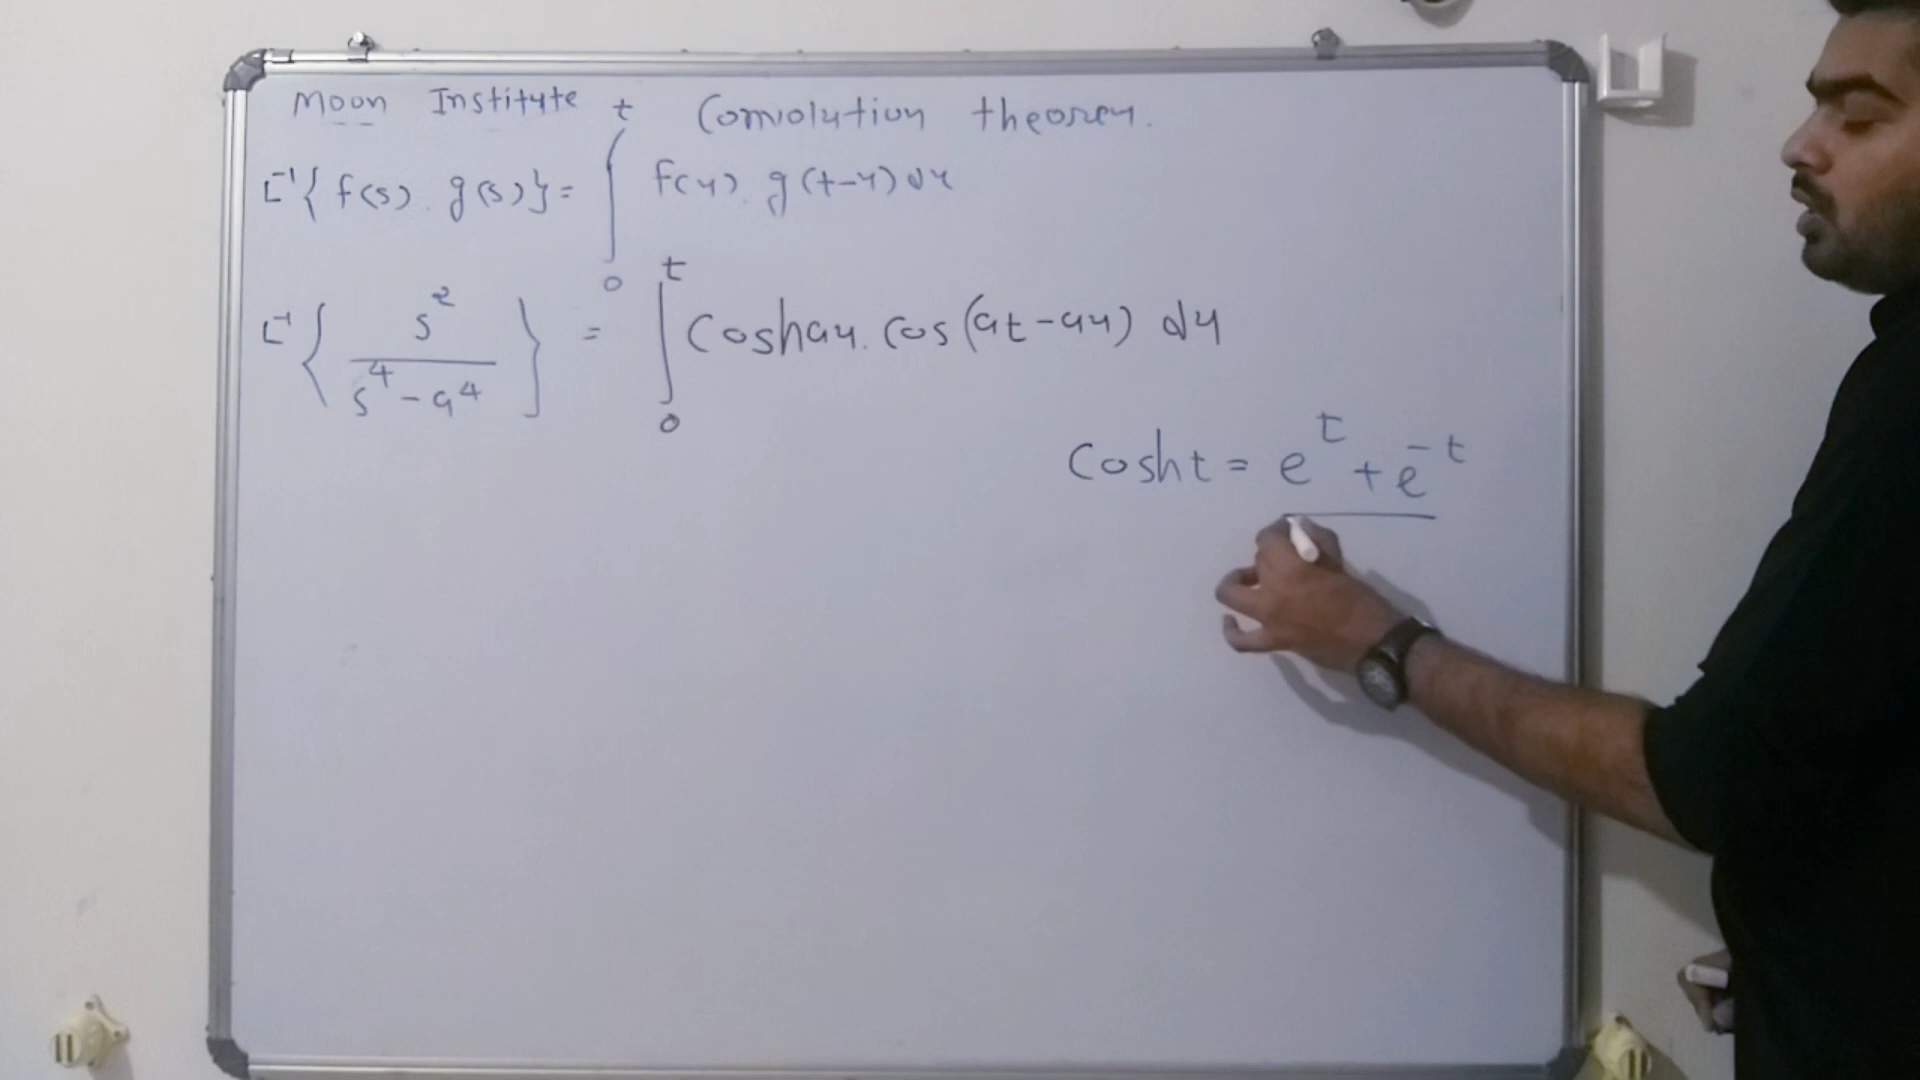 Moon Institute Convolution theorem.
L⁻¹{f(s). g(s)} = ∫₀ᵗ f(u). g(t-u) du
L⁻¹{s²/(s⁴-a⁴)} = ∫₀ᵗ Coshau. Cos(at-au) du
Cosht = e^t + e^-t